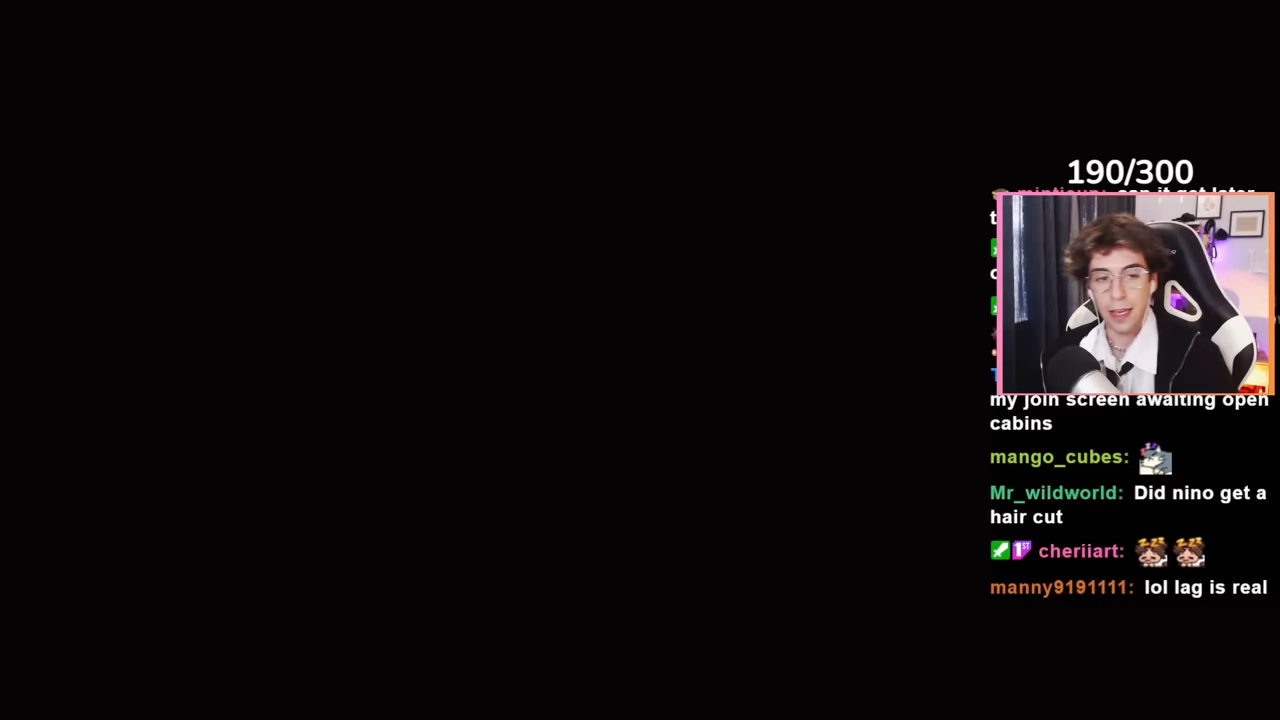 190/300
my join screen awaiting open
cabins
mango_cubes:
Mr_wildworld: Did nino get a
hair cut
1ST cheriiart:
manny9191111: lol lag is real